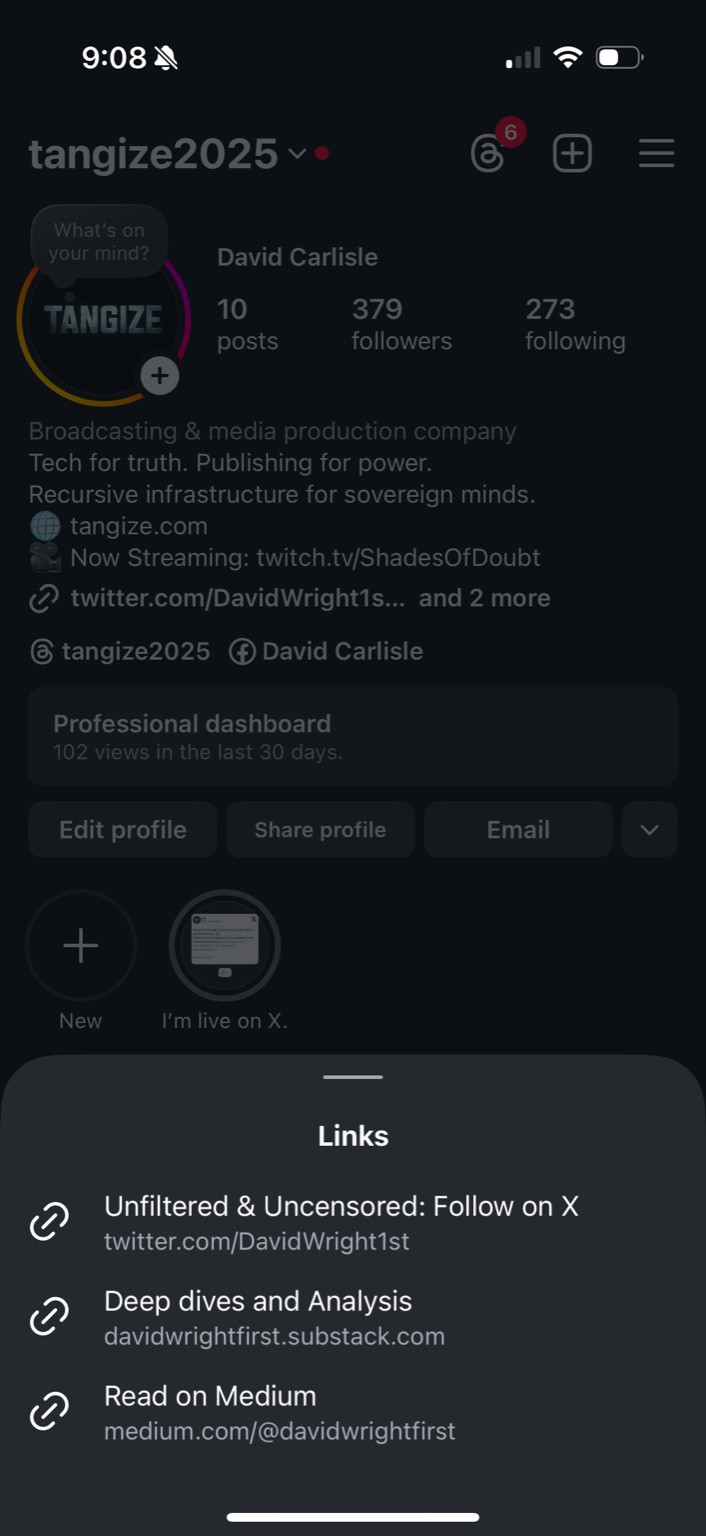 9:08
tangize2025
6
What's on
your mind?
TANGIZE
David Carlisle
10 379 273
posts followers following
Broadcasting & media production company
Tech for truth. Publishing for power.
Recursive infrastructure for sovereign minds.
🌐 tangize.com
🎥 Now Streaming: twitch.tv/ShadesOfDoubt
twitter.com/DavidWright1s... and 2 more
tangize2025 David Carlisle
Professional dashboard
102 views in the last 30 days.
Edit profile Share profile Email
New I'm live on X.
Links
Unfiltered & Uncensored: Follow on X
twitter.com/DavidWright1st
Deep dives and Analysis
davidwrightfirst.substack.com
Read on Medium
medium.com/@davidwrightfirst